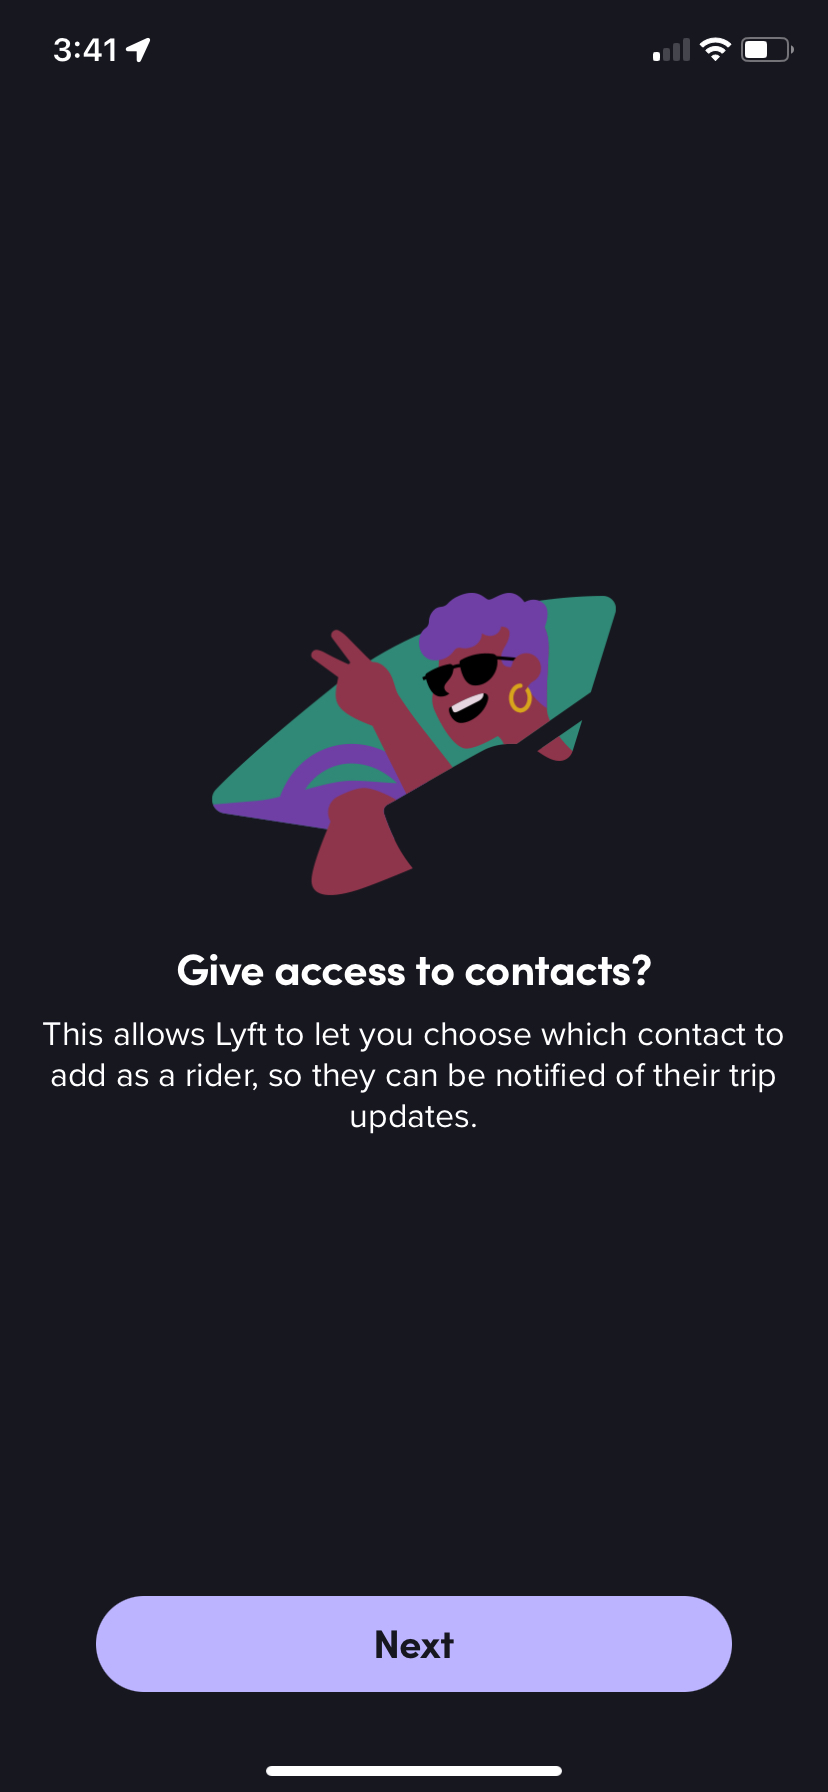 3:41
Give access to contacts?
This allows Lyft to let you choose which contact to
add as a rider, so they can be notified of their trip
updates.
Next